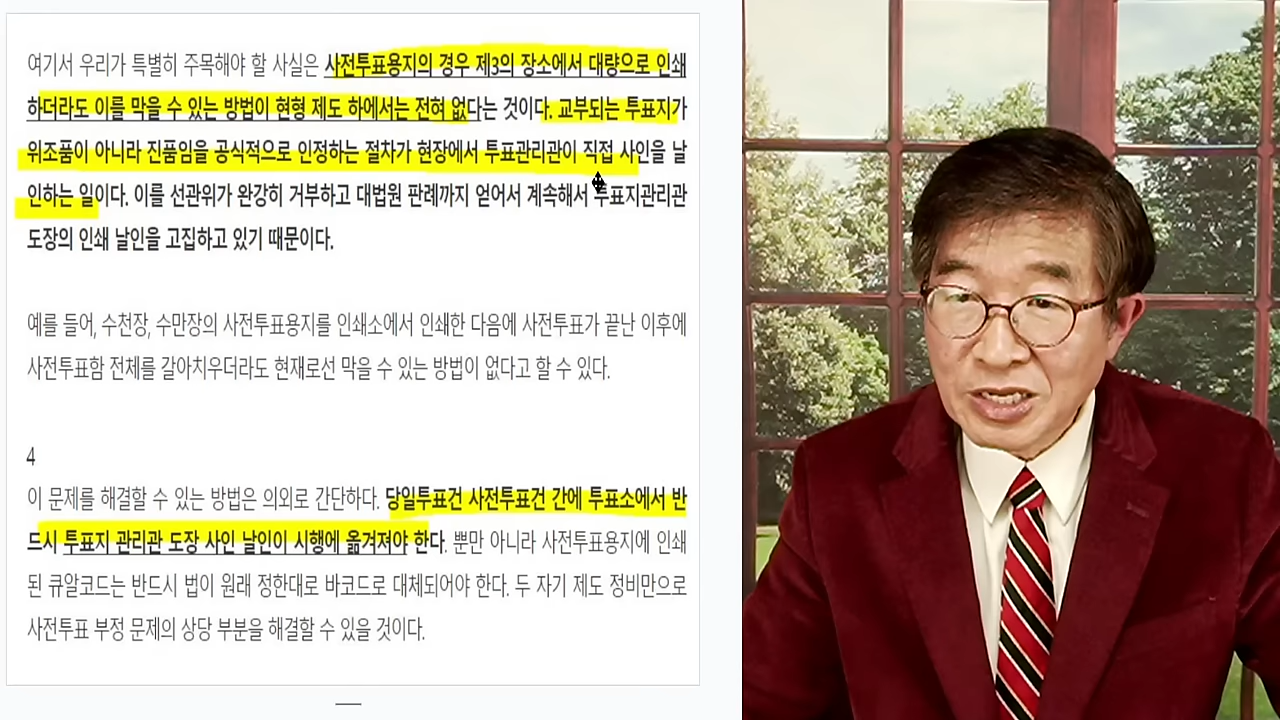 여기서 우리가 특별히 주목해야 할 사실은 사전투표용지의 경우 제3의 장소에서 대량으로 인쇄
하더라도 이를 막을 수 있는 방법이 현형 제도 하에서는 전혀 없다는 것이다. 교부되는 투표지가
위조품이 아니라 진품임을 공식적으로 인정하는 절차가 현장에서 투표관리관이 직접 사인을 날
인하는 일이다. 이를 선관위가 완강히 거부하고 대법원 판례까지 얻어서 계속해서 투표지관리관
도장의 인쇄 날인을 고집하고 있기 때문이다.
예를 들어, 수천장, 수만장의 사전투표용지를 인쇄소에서 인쇄한 다음에 사전투표가 끝난 이후에
사전투표함 전체를 갈아치우더라도 현재로선 막을 수 있는 방법이 없다고 할 수 있다.
4
이 문제를 해결할 수 있는 방법은 의외로 간단하다. 당일투표건 사전투표건 간에 투표소에서 반
드시 투표지 관리관 도장 사인 날인이 시행에 옮겨져야 한다. 뿐만 아니라 사전투표용지에 인쇄
된 큐알코드는 반드시 법이 원래 정한대로 바코드로 대체되어야 한다. 두 자기 제도 정비만으로
사전투표 부정 문제의 상당 부분을 해결할 수 있을 것이다.